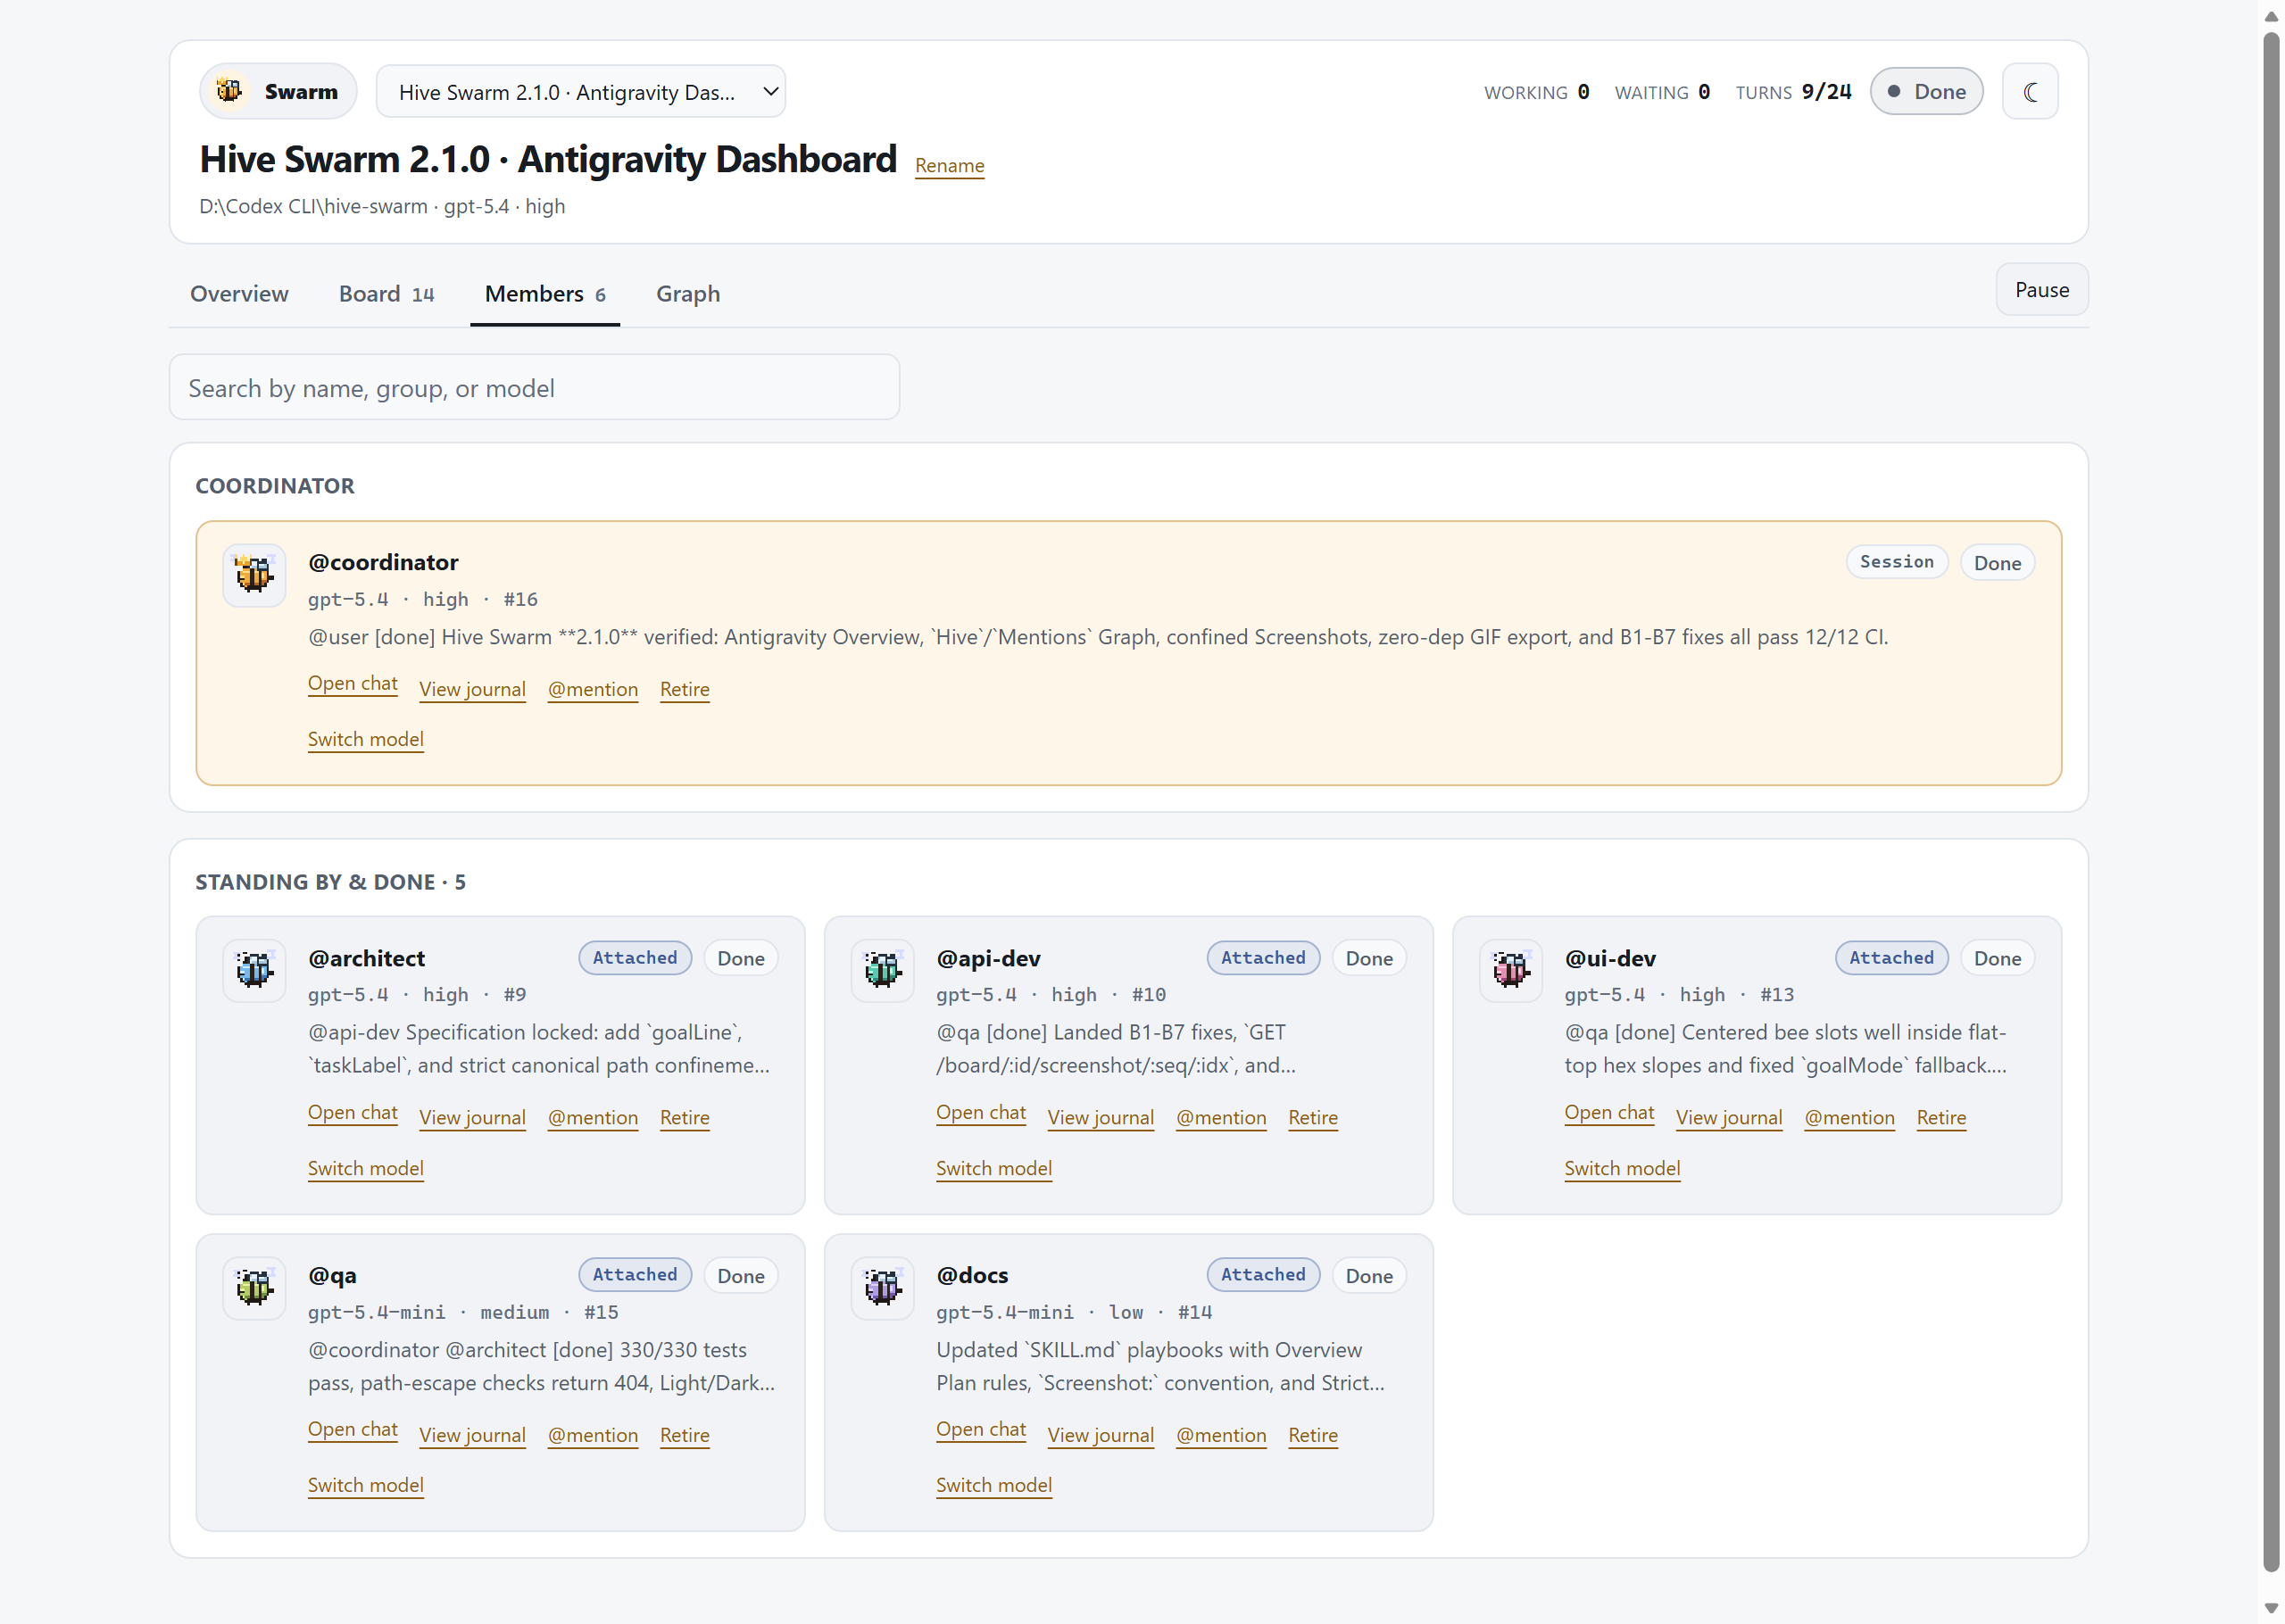 Swarm
Hive Swarm 2.1.0 · Antigravity Das...
WORKING 0 WAITING 0 TURNS 9/24 Done
Hive Swarm 2.1.0 · Antigravity Dashboard Rename
D:\Codex CLI\hive-swarm · gpt-5.4 · high
Overview Board 14 Members 6 Graph Pause
Search by name, group, or model
COORDINATOR
@coordinator Session Done
gpt-5.4 · high · #16
@user [done] Hive Swarm **2.1.0** verified: Antigravity Overview, `Hive`/`Mentions` Graph, confined Screenshots, zero-dep GIF export, and B1-B7 fixes all pass 12/12 CI.
Open chat View journal @mention Retire
Switch model
STANDING BY & DONE · 5
@architect Attached Done
gpt-5.4 · high · #9
@api-dev Specification locked: add `goalLine`,
`taskLabel`, and strict canonical path confineme...
Open chat View journal @mention Retire
Switch model
@api-dev Attached Done
gpt-5.4 · high · #10
@qa [done] Landed B1-B7 fixes, `GET
/board/:id/screenshot/:seq/:idx`, and...
Open chat View journal @mention Retire
Switch model
@ui-dev Attached Done
gpt-5.4 · high · #13
@qa [done] Centered bee slots well inside flat-
top hex slopes and fixed `goalMode` fallback....
Open chat View journal @mention Retire
Switch model
@qa Attached Done
gpt-5.4-mini · medium · #15
@coordinator @architect [done] 330/330 tests
pass, path-escape checks return 404, Light/Dark...
Open chat View journal @mention Retire
Switch model
@docs Attached Done
gpt-5.4-mini · low · #14
Updated `SKILL.md` playbooks with Overview
Plan rules, `Screenshot:` convention, and Strict...
Open chat View journal @mention Retire
Switch model